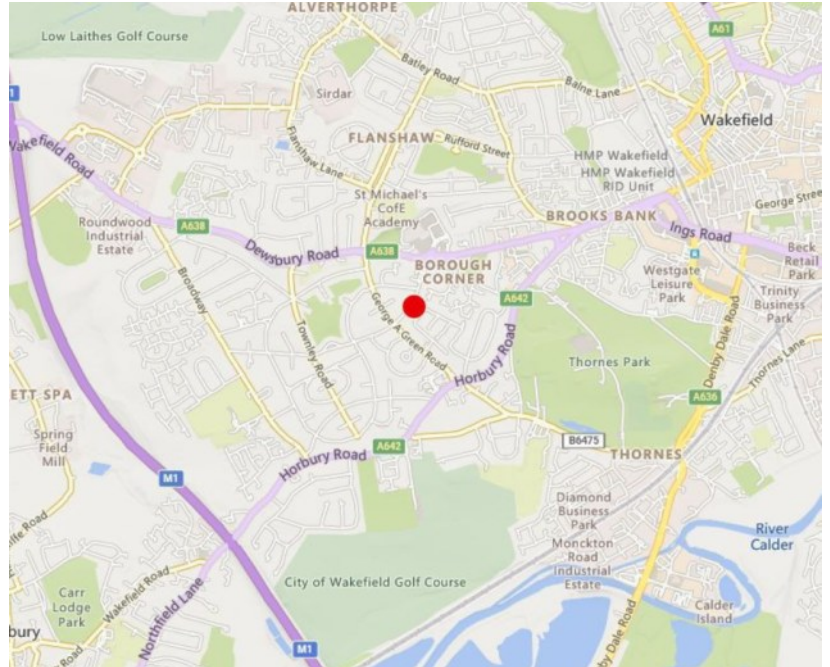 ALVERTHORPE
A61
Low Laithes Golf Course
Batley Road
Balne Lane
Sirdar
Wakefield
FLANSHAW
Rufford Street
Flanshaw Lane
Wakefield Road
HMP Wakefield
HMP Wakefield
RID Unit
St Michael's
CofE
Academy
George Stree
BROOKS BANK
Roundwood
Industrial
Estate
A638
Dewsbury Road
A638
Ings Road
Beck
Retail
Park
BOROUGH
CORNER
Westgate
Leisure
Park
Trinity
Business
Park
Broadway
A642
George A Green Road
Townley Road
Thornes Park
Denby Dale Road
Thornes Lane
Horbury Road
ETT SPA
A636
Spring
Field
Mill
A642
B6475
THORNES
Horbury Road
M1
Diamond
Business
Park
River
Calder
Monckton
Road
Industrial
Estate
City of Wakefield Golf Course
Wakefield Road
Northfield Lane
Carr
Lodge
Park
Calder
Island
bury
M1
by Dale Road